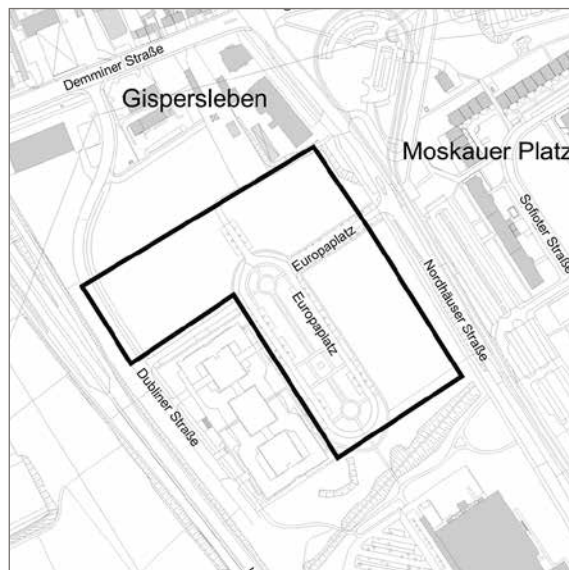 Demminer Straße
Gispersleben
Moskauer Platz
Sofioter Straße
Europaplatz
Nordhäuser Straße
Europaplatz
Dubliner Straße